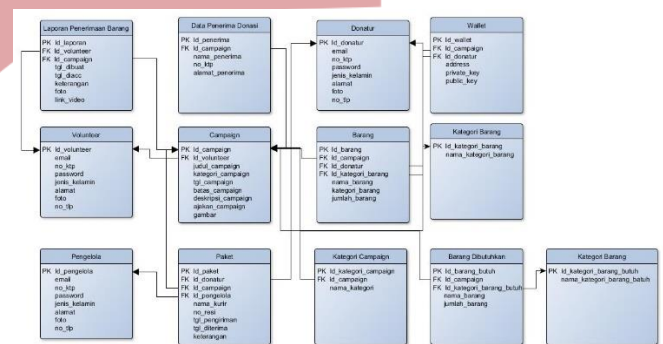 Laporan Penerimaan Barang
PK Id_leporan
FK Id_volunteer
FK Id_campaign
tgl_dibuat
tgl_diacc
keterangan
foto
link_video
Data Penerima Donasi
PK Id_penerima
FK Id_campaign
nama_penerima
no_ktp
alamat_penerima
Donatur
PK Id_donatur
email
no_ktp
password
jenis_kelamin
alamat
foto
no_tlp
Wallet
PK Id_wallet
FK Id_campaign
FK Id_donatur
address
private_key
public_key
Volunteer
PK Id_volunteer
email
no_ktp
password
jenis_kelamin
alamat
foto
no_tlp
Campaign
PK Id_campaign
FK Id_volunteer
judul_campaign
kategori_campaign
tgl_campaign
batas_campaign
deskripsi_campaign
ajakan_campaign
gambar
Barang
PK Id_barang
FK Id_campaign
FK Id_donatur
FK Id_kategori_barang
nama_barang
kategori_barang
jumlah_barang
Kategori Barang
PK Id_kategori_barang
nama_kategori_barang
Pengelola
PK Id_pengelola
email
no_ktp
password
jenis_kelamin
alamat
foto
no_tlp
Paket
PK Id_paket
FK Id_donatur
FK Id_campaign
FK Id_pengelola
nama_kurir
no_resi
tgl_pengiriman
tgl_diterima
keterangan
Kategori Campaign
PK Id_kategori_campaign
FK Id_campaign
nama_kategori
Barang Dibutuhkan
PK Id_barang_butuh
FK Id_campaign
FK Id_kategori_barang_butuh
nama_barang
jumlah_barang
Kategori Barang
PK Id_kategori_barang_butuh
nama_kategori_barang_butuh